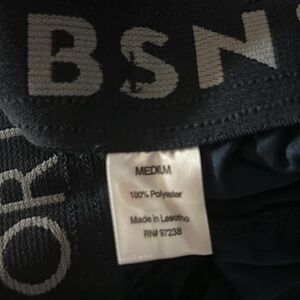 BSN
ORT
MEDIUM
100% Polyester
Made in Lesotho
RN# 97238